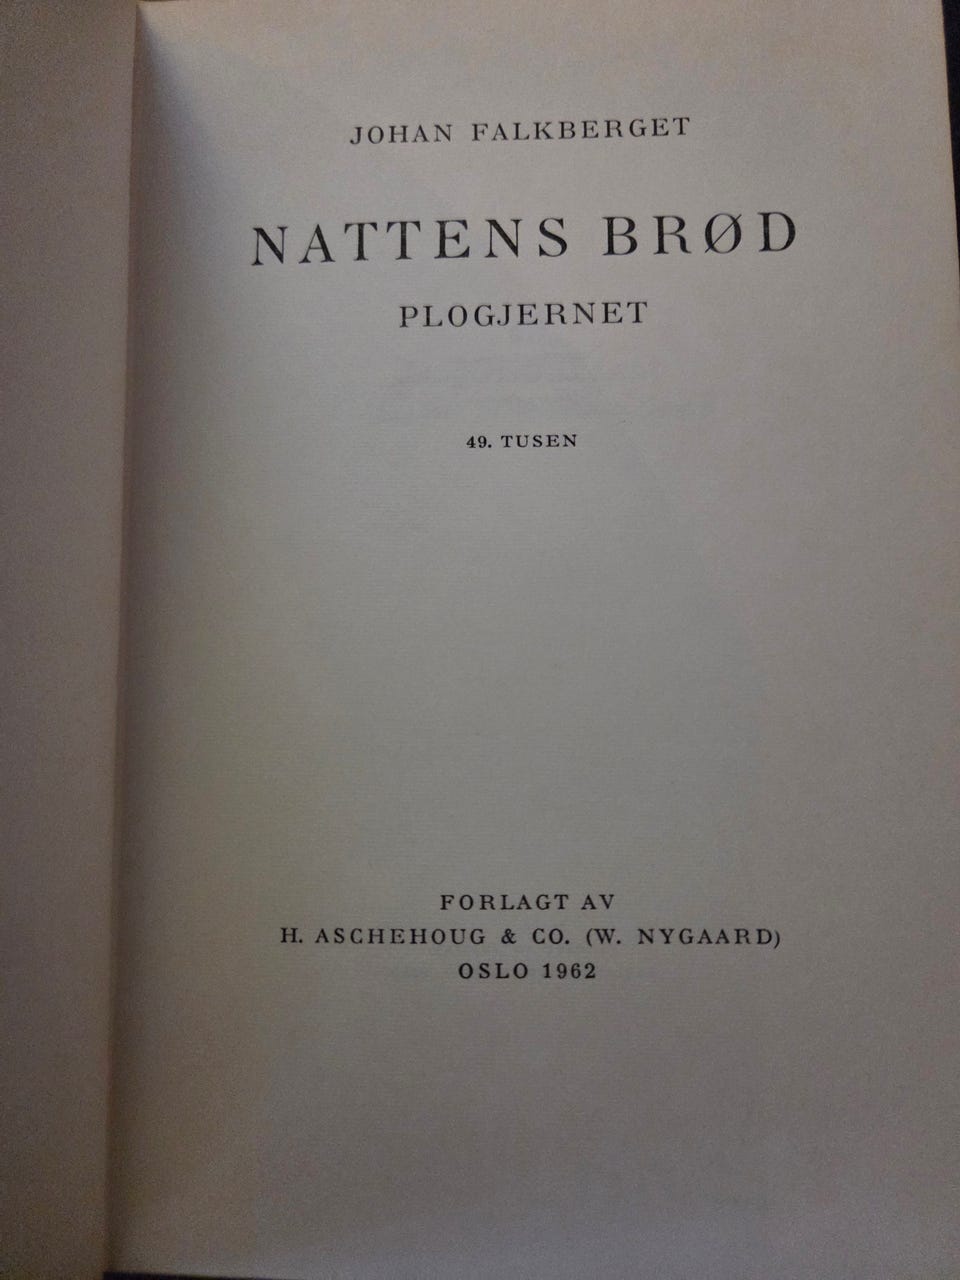 JOHAN FALKBERGET
NATTENS BRØD
PLOGJERNET
49. TUSEN
FORLAGT AV
H. ASCHEHOUG & CO. (W. NYGAARD)
OSLO 1962